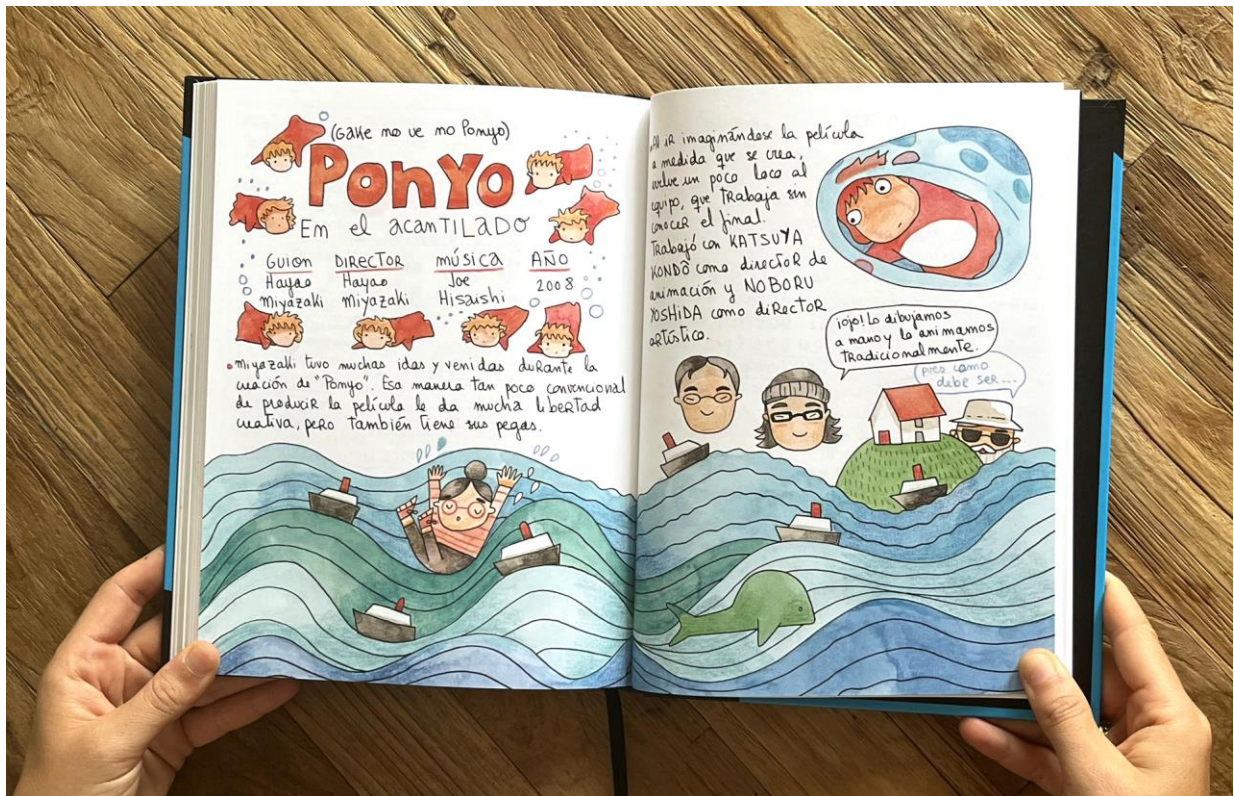 (Gake no ue no Ponyo)
PONYO
En el acanTILADO
GUION DIRECTOR MÚSICA AÑO
Hayao Hayao Joe 2008
Miyazaki Miyazaki Hisaishi
• Miyazaki tuvo muchas idas y venidas duRante la
creación de "Ponyo". Esa manera tan poco convencional
de produciR la película le da mucha libeRtad
creativa, peRo también tiene sus pegas.
Al iR imaginándose la película
a medida que se crea,
vuelve un poco loco al
equipo, que TRabaja sin
conoceR el final.
TRabajó con KATSUYA
KONDŌ como diRectoR de
animación y NOBORU
YOSHIDA como diRectoR
aRtístico.
¡ojo! Lo dibujamos
a mano y lo animamos
TRadicionalmente.
pues como
debe seR...